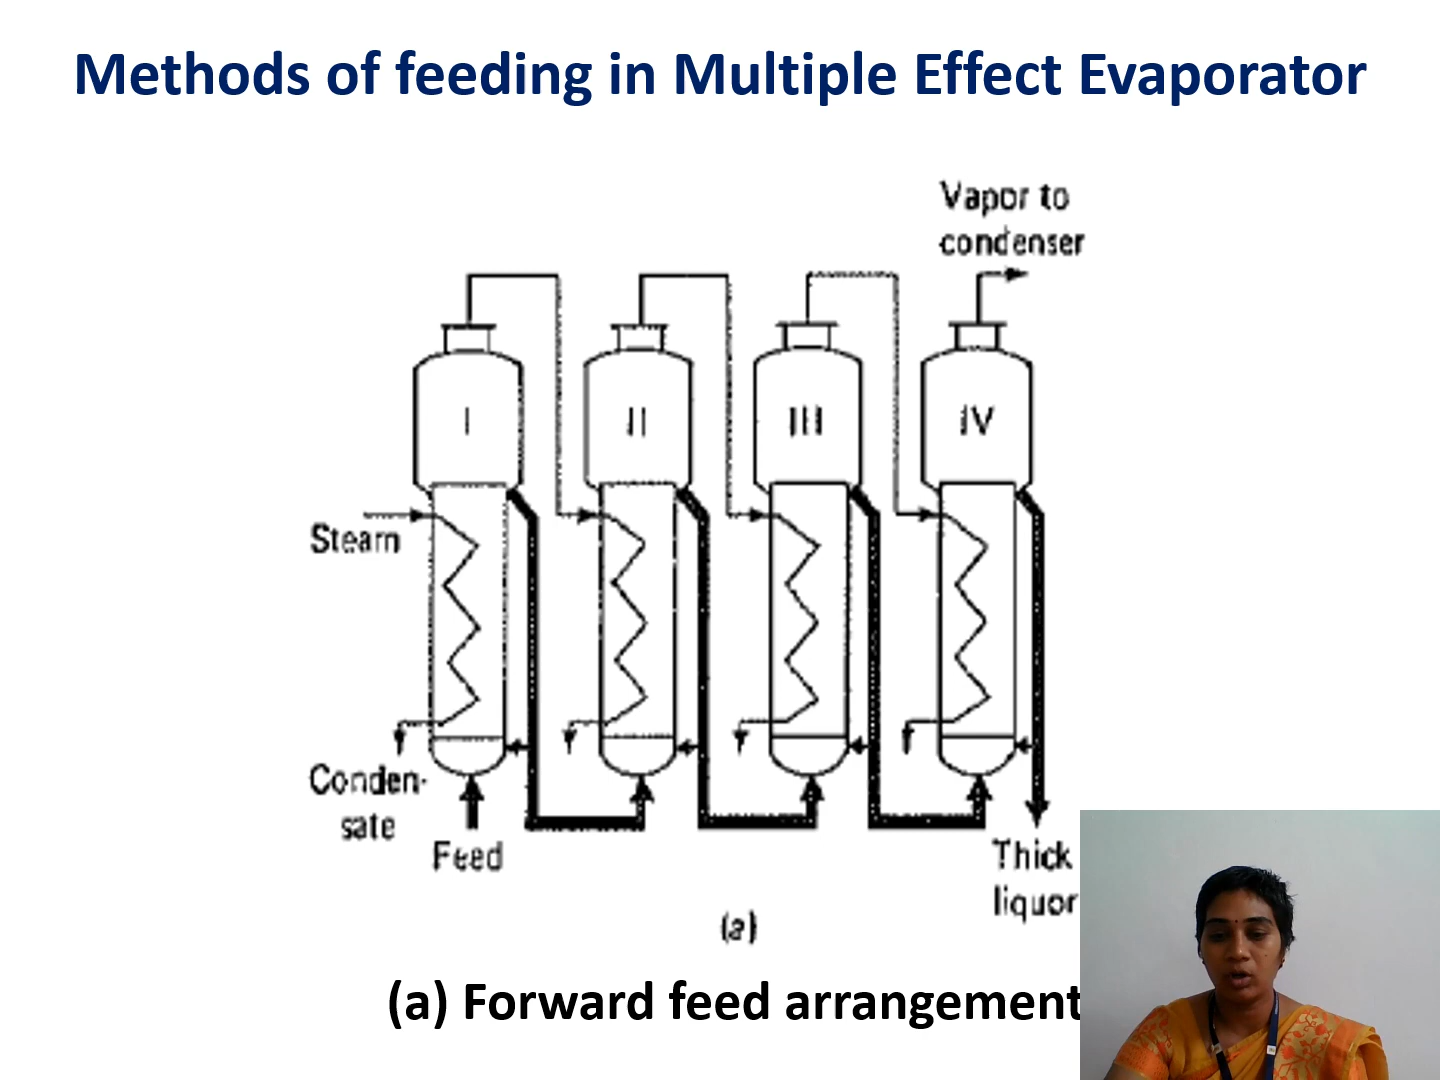 Methods of feeding in Multiple Effect Evaporator
Vapor to
condenser
I
II
III
IV
Steam
Conden-
sate
Feed
Thick
liquor
(a)
(a) Forward feed arrangement